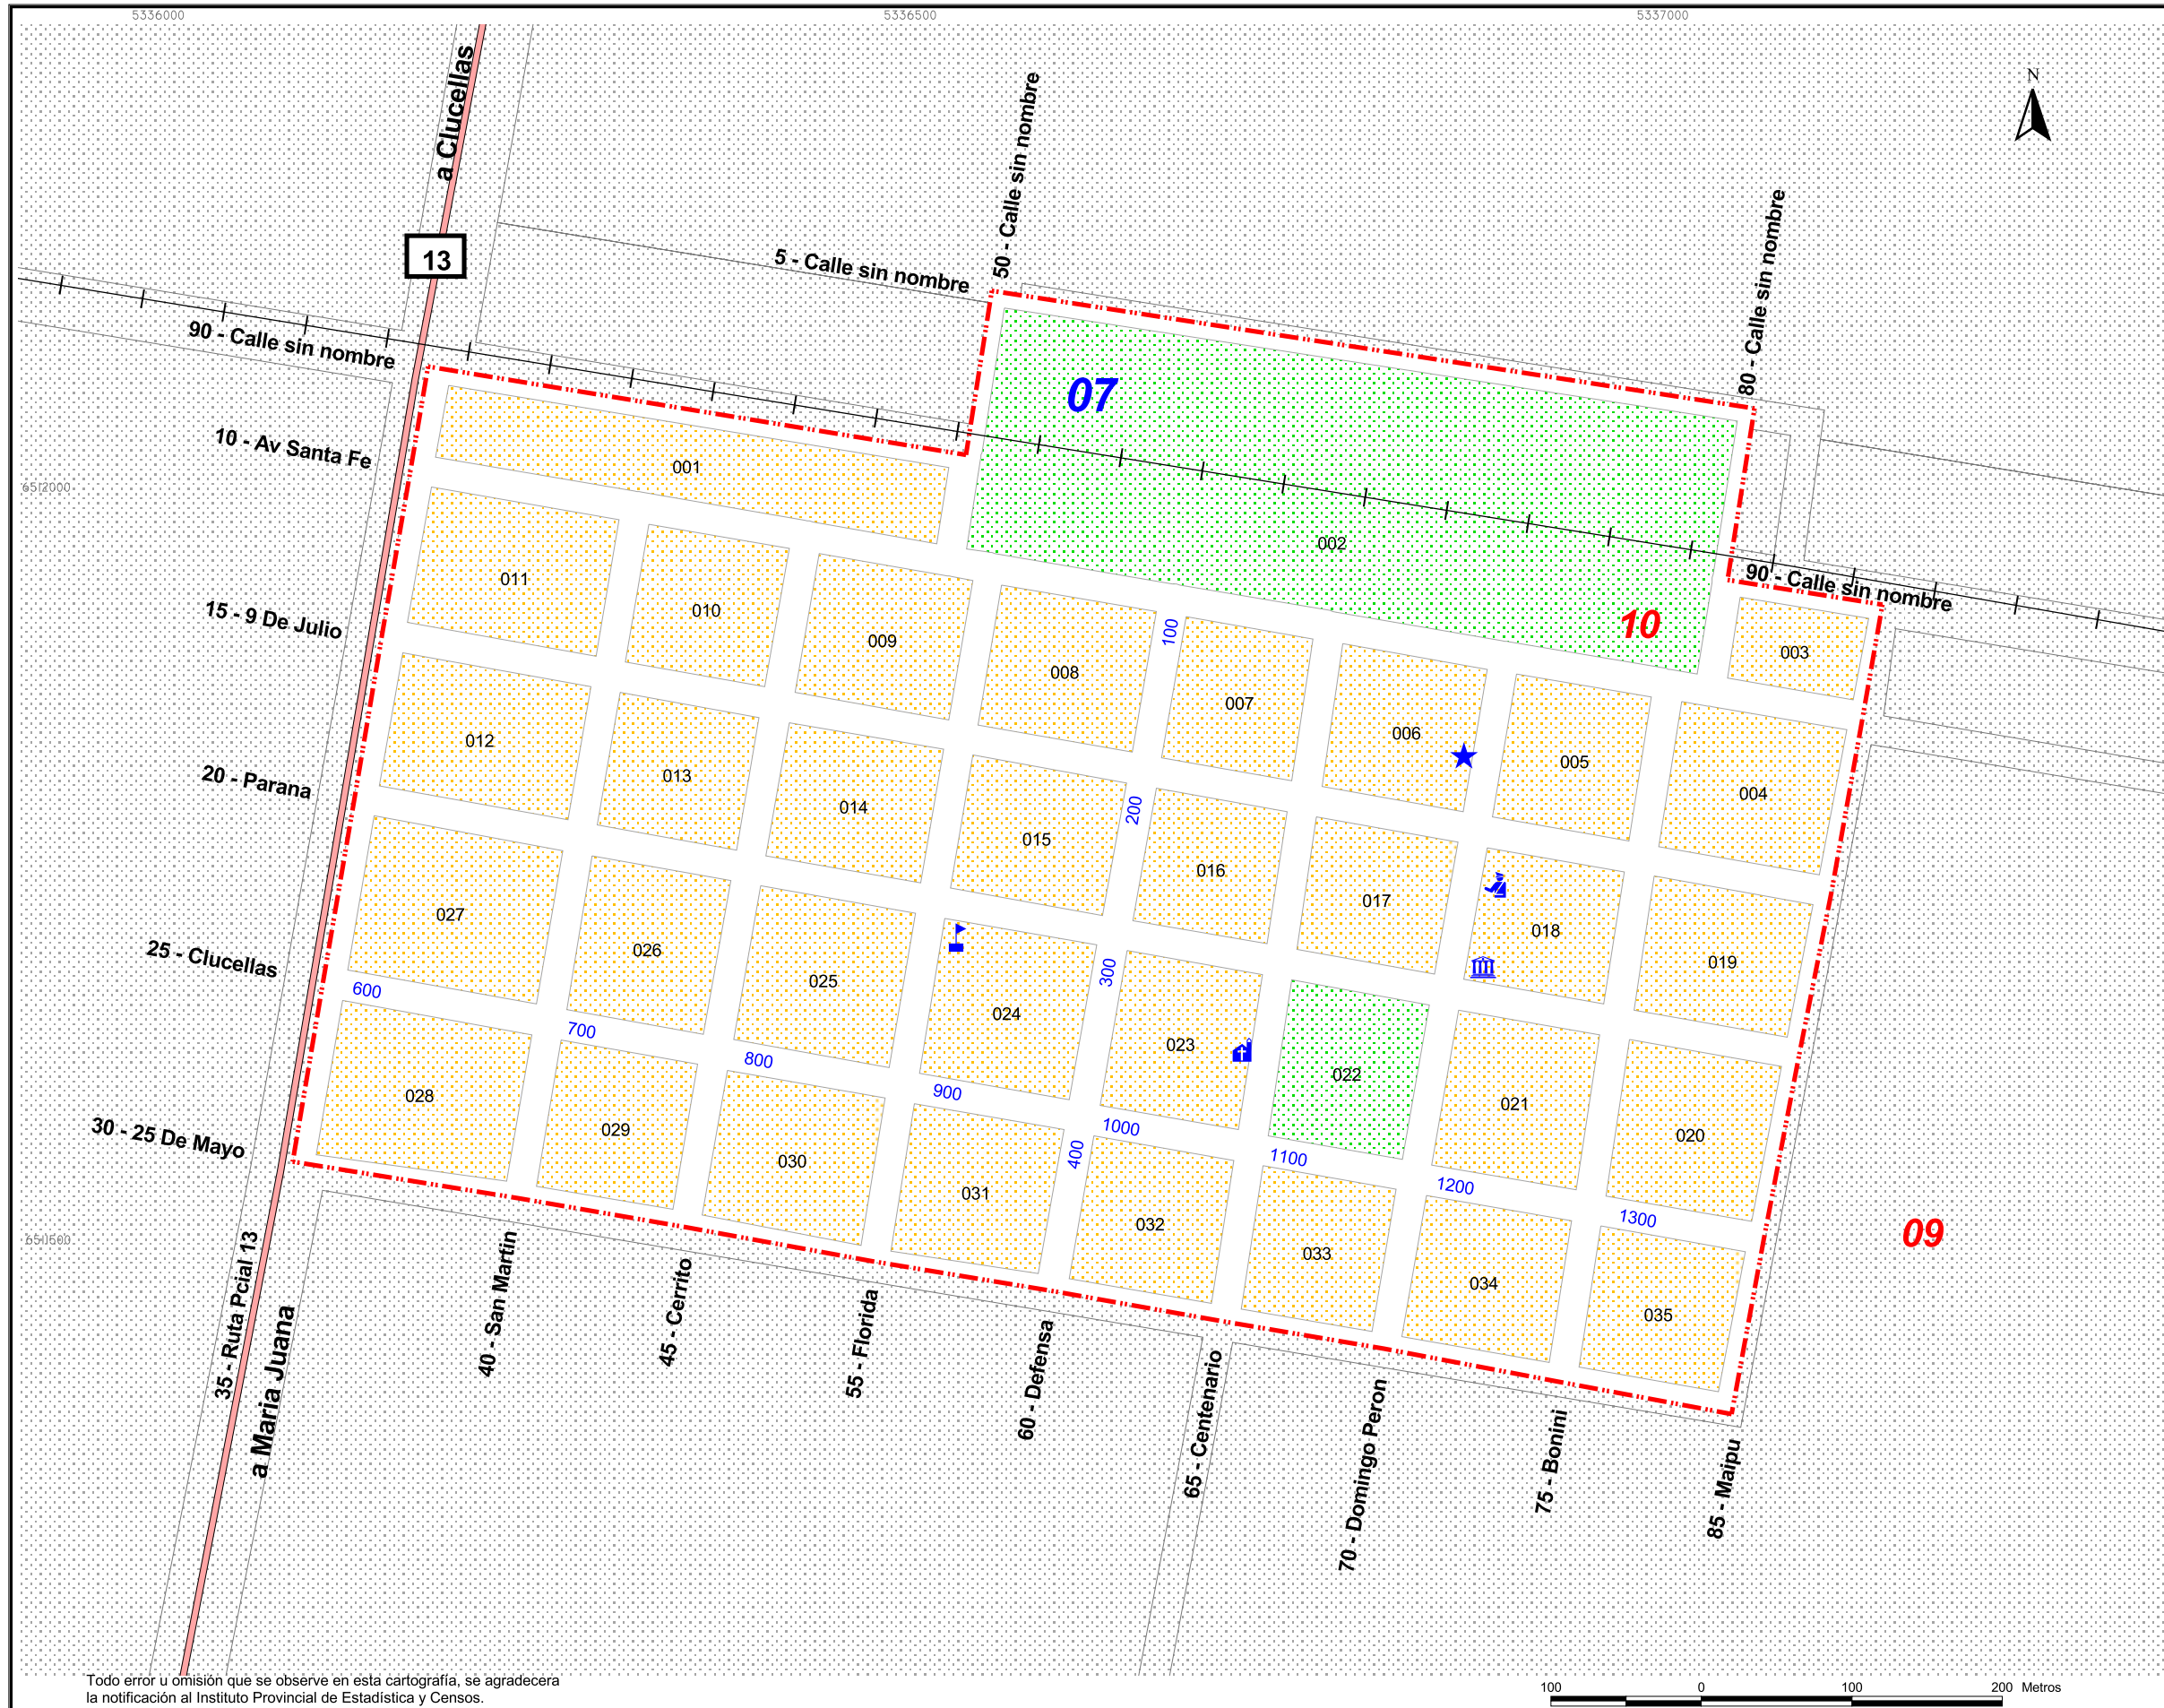 5336000
5336500
5337000
N
a Clucellas
50 - Calle sin nombre
80 - Calle sin nombre
13
5 - Calle sin nombre
90 - Calle sin nombre
07
10 - Av Santa Fe
001
6512000
002
90 - Calle sin nombre
011
010
009
008
100
007
10
003
15 - 9 De Julio
006
005
004
012
013
014
015
200
016
017
018
019
20 - Parana
027
026
025
024
300
023
022
021
020
25 - Clucellas
600
700
800
900
1000
1100
1200
1300
028
029
030
031
400
032
033
034
035
30 - 25 De Mayo
09
6511500
35 - Ruta Pcial 13
a Maria Juana
40 - San Martin
45 - Cerrito
55 - Florida
60 - Defensa
65 - Centenario
70 - Domingo Peron
75 - Bonini
85 - Maipu
Todo error u omisión que se observe en esta cartografía, se agradecera
la notificación al Instituto Provincial de Estadística y Censos.
100 0 100 200 Metros